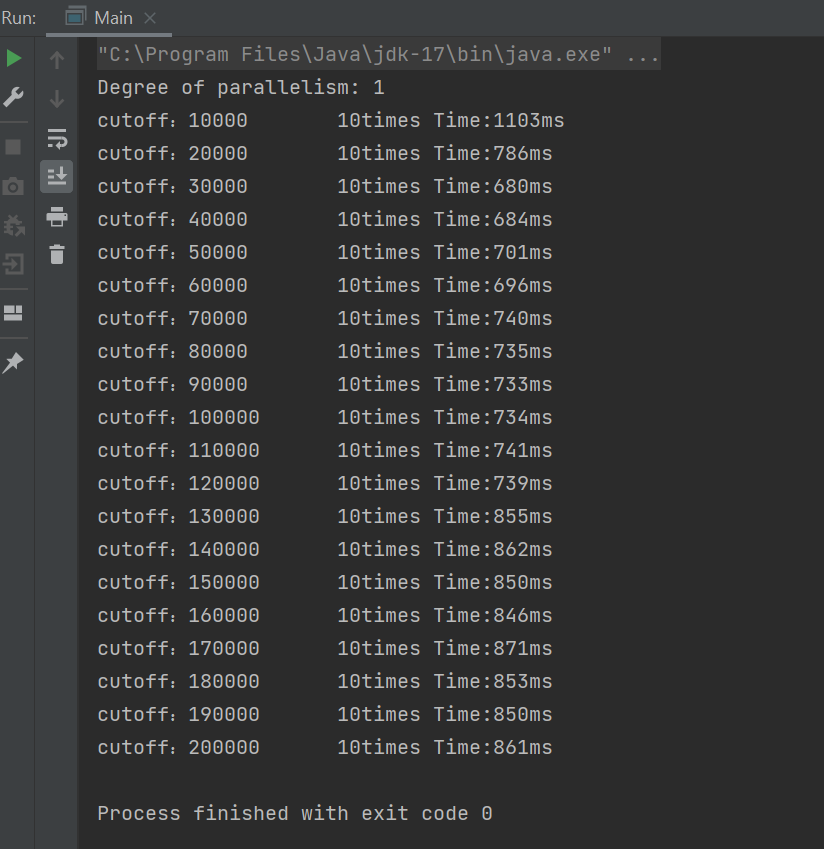 Run: Main
"C:\Program Files\Java\jdk-17\bin\java.exe" ...
Degree of parallelism: 1
cutoff：10000 10times Time:1103ms
cutoff：20000 10times Time:786ms
cutoff：30000 10times Time:680ms
cutoff：40000 10times Time:684ms
cutoff：50000 10times Time:701ms
cutoff：60000 10times Time:696ms
cutoff：70000 10times Time:740ms
cutoff：80000 10times Time:735ms
cutoff：90000 10times Time:733ms
cutoff：100000 10times Time:734ms
cutoff：110000 10times Time:741ms
cutoff：120000 10times Time:739ms
cutoff：130000 10times Time:855ms
cutoff：140000 10times Time:862ms
cutoff：150000 10times Time:850ms
cutoff：160000 10times Time:846ms
cutoff：170000 10times Time:871ms
cutoff：180000 10times Time:853ms
cutoff：190000 10times Time:850ms
cutoff：200000 10times Time:861ms
Process finished with exit code 0